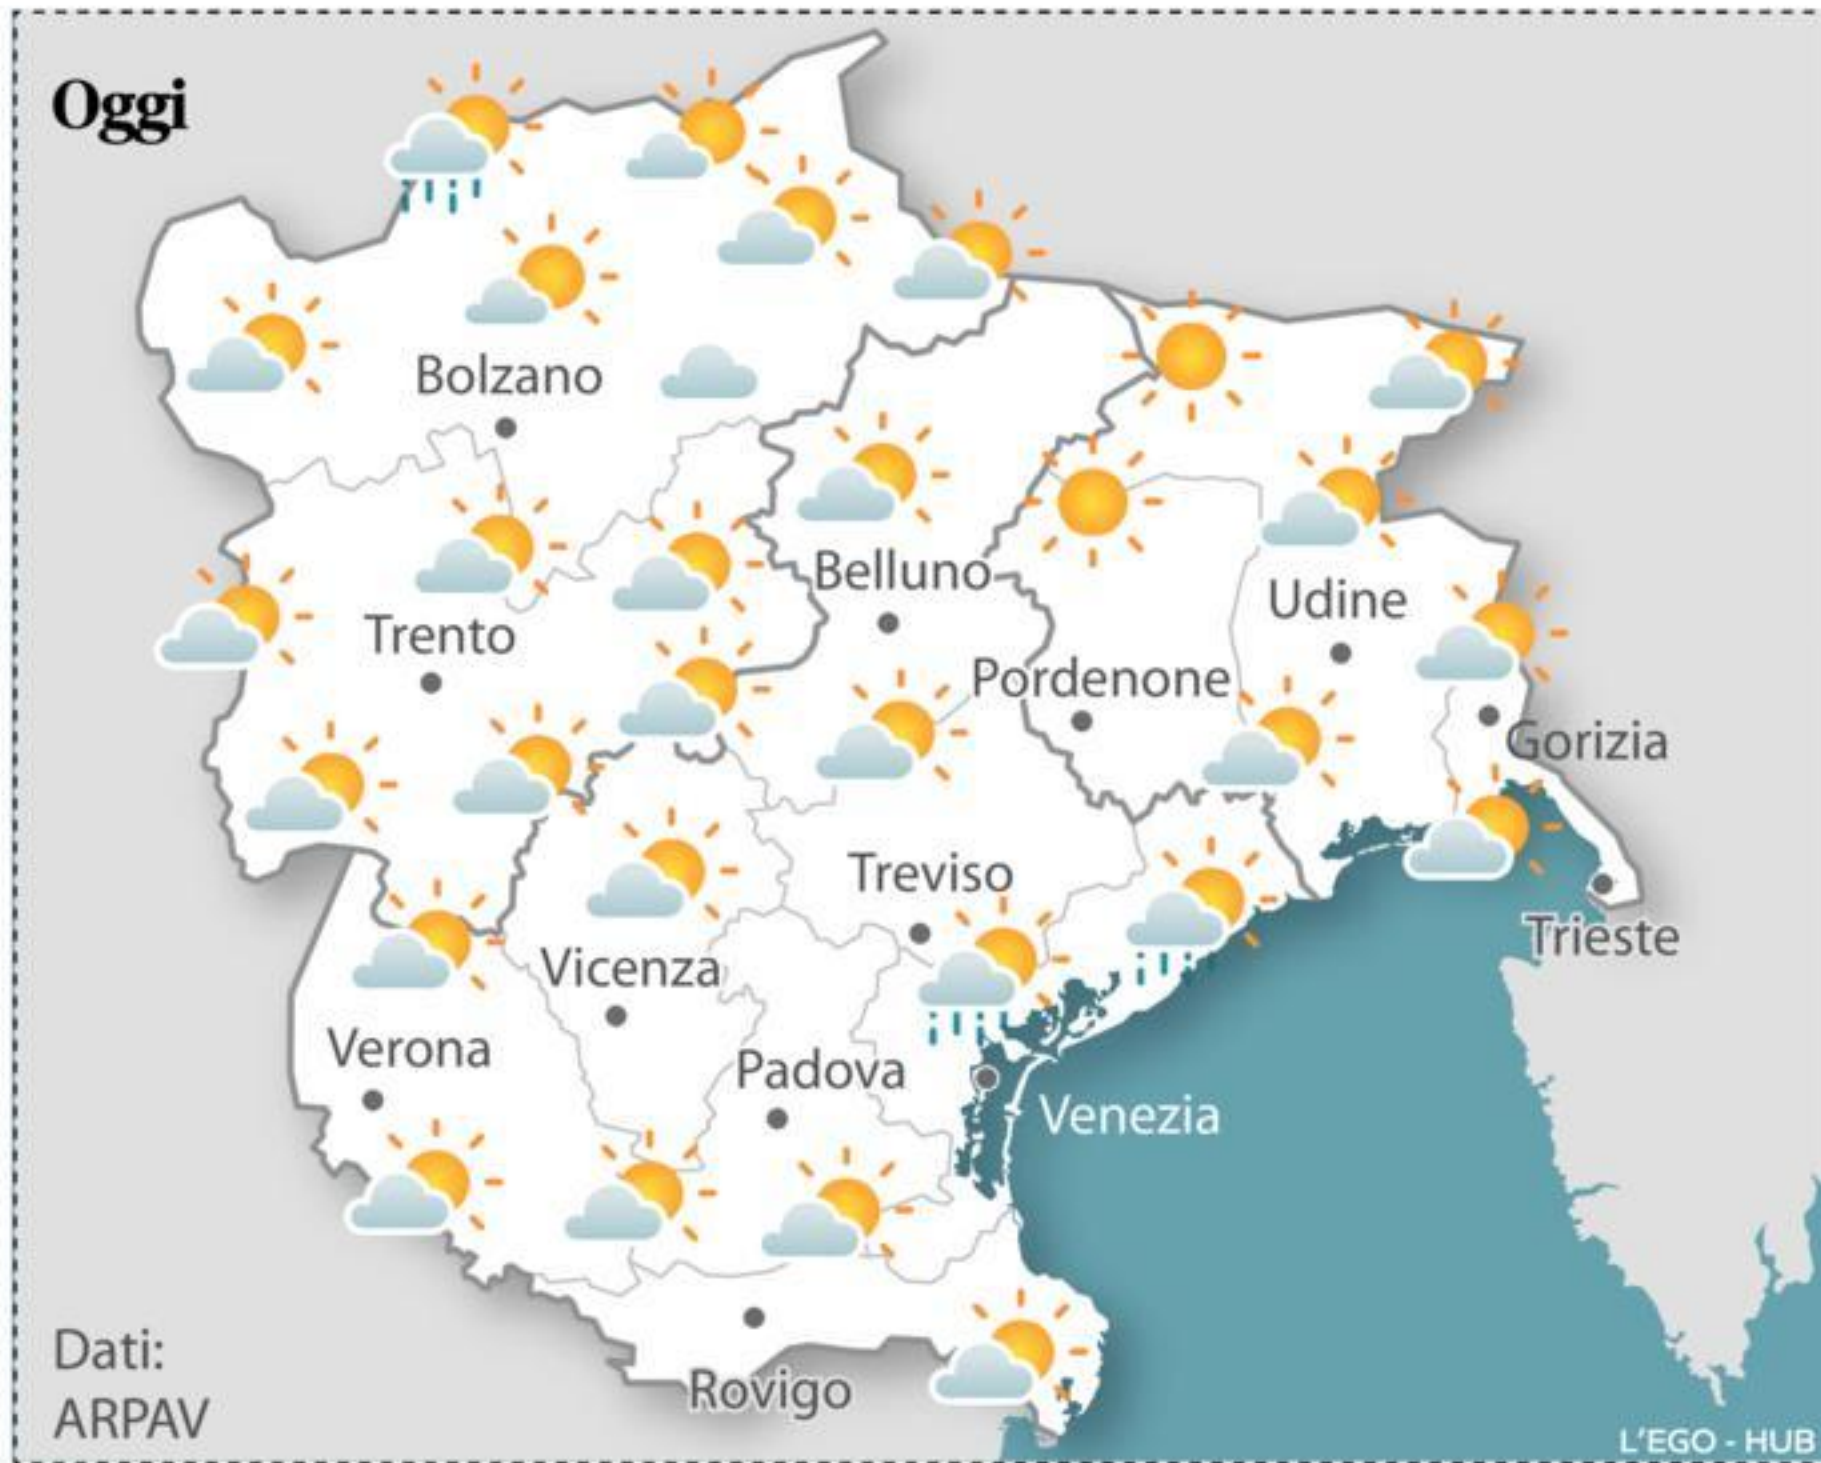 Oggi
Bolzano
Belluno
Udine
Trento
Pordenone
Gorizia
Treviso
Trieste
Vicenza
Verona
Padova
Venezia
Rovigo
Dati:
ARPAV
L'EGO - HUB